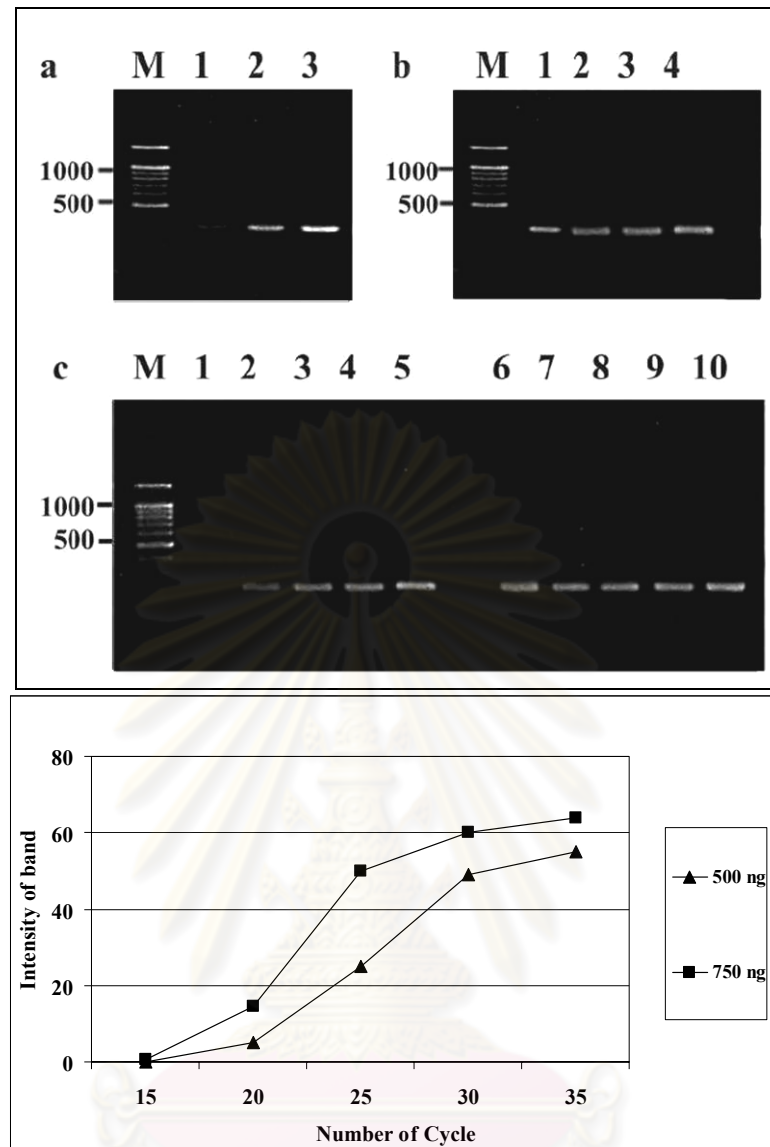 a M 1 2 3
1000
500
b M 1 2 3 4
1000
500
c M 1 2 3 4 5 6 7 8 9 10
1000
500
80
60
40
20
0
Intensity of band
15 20 25 30 35
Number of Cycle
500 ng
750 ng